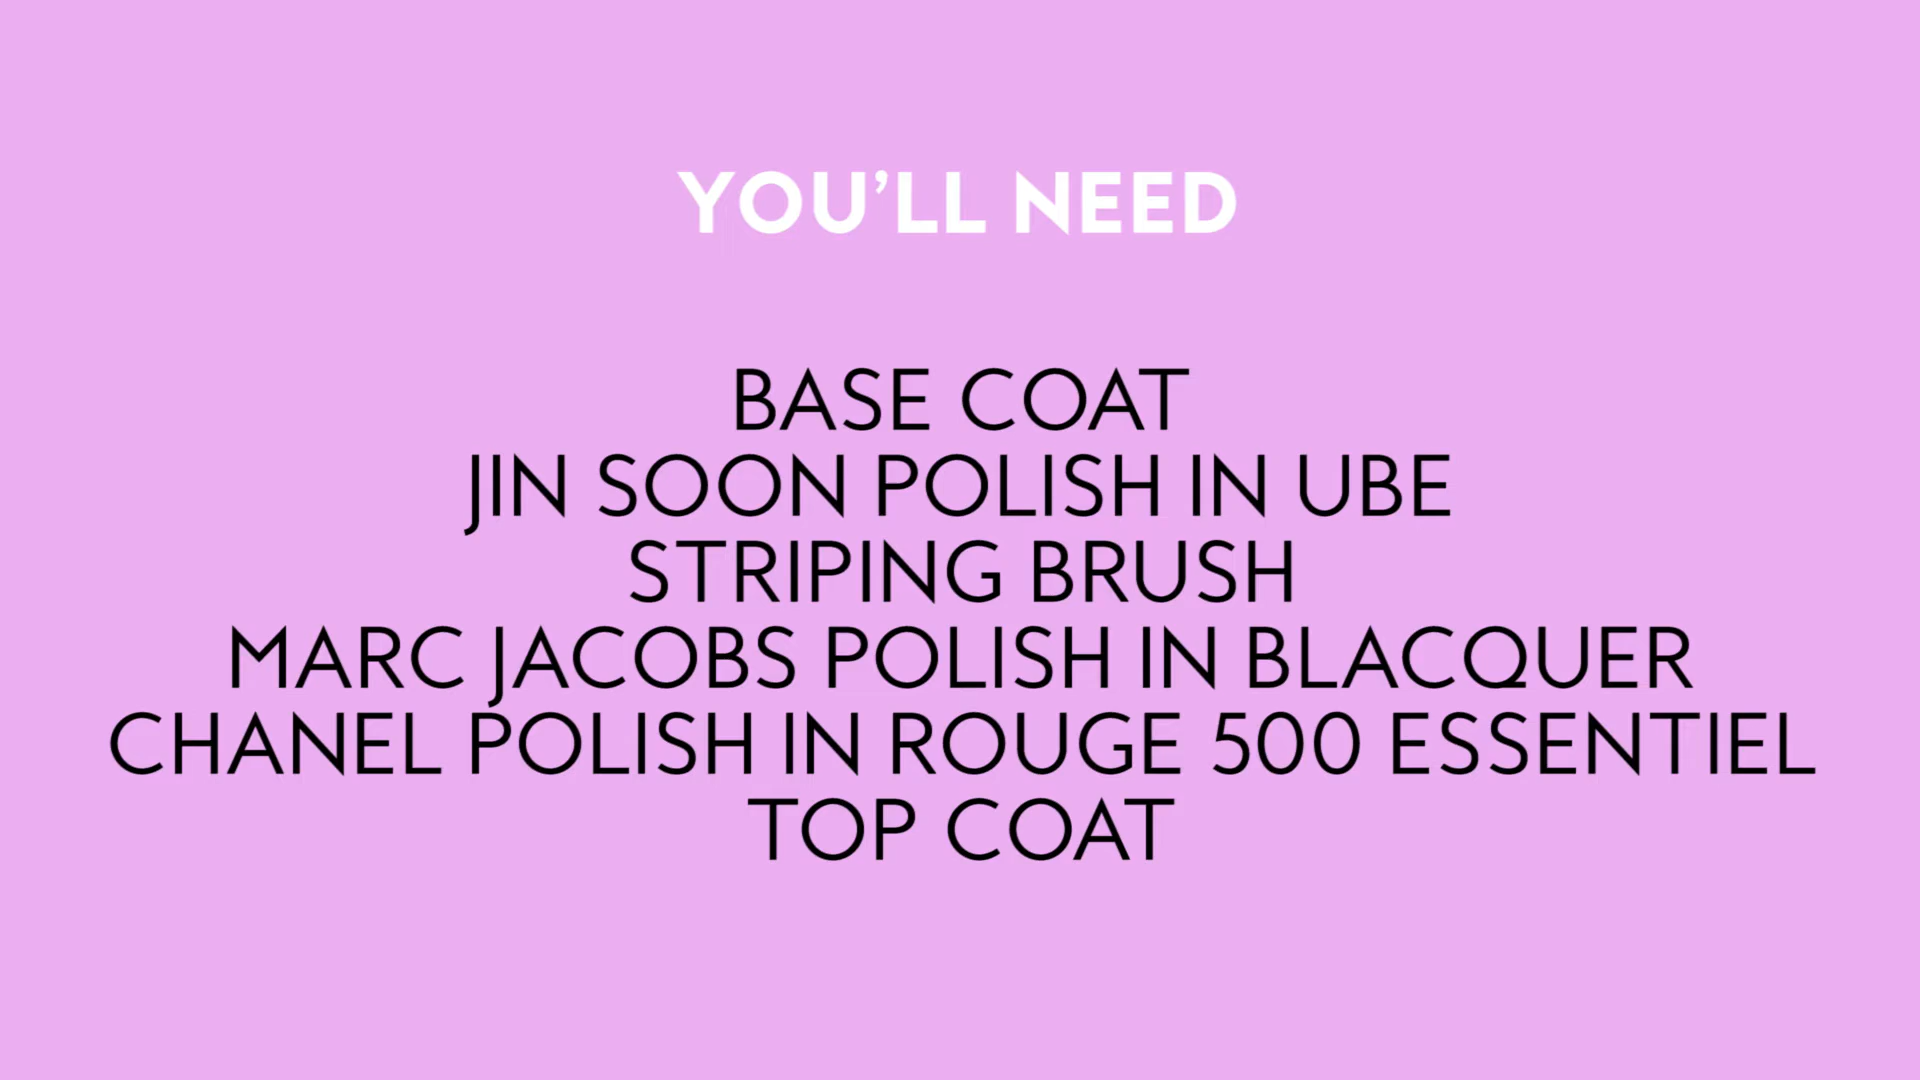 YOU’LL NEED
BASE COAT
JIN SOON POLISH IN UBE
STRIPING BRUSH
MARC JACOBS POLISH IN BLACQUER
CHANEL POLISH IN ROUGE 500 ESSENTIEL
TOP COAT